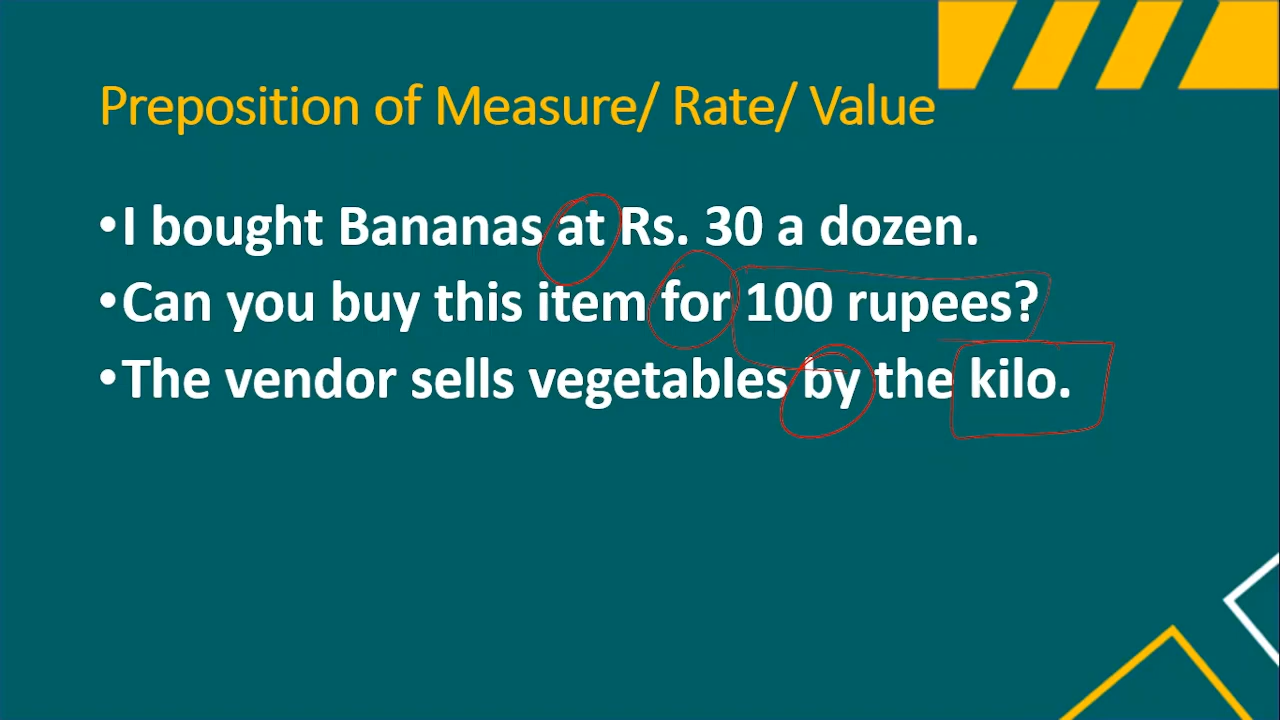 Preposition of Measure/ Rate/ Value
•I bought Bananas at Rs. 30 a dozen.
•Can you buy this item for 100 rupees?
•The vendor sells vegetables by the kilo.